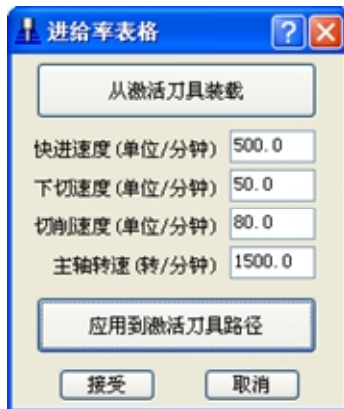 进给率表格
从激活刀具装载
快进速度(单位/分钟) 500.0
下切速度(单位/分钟) 50.0
切削速度(单位/分钟) 80.0
主轴转速(转/分钟) 1500.0
应用到激活刀具路径
接受 取消